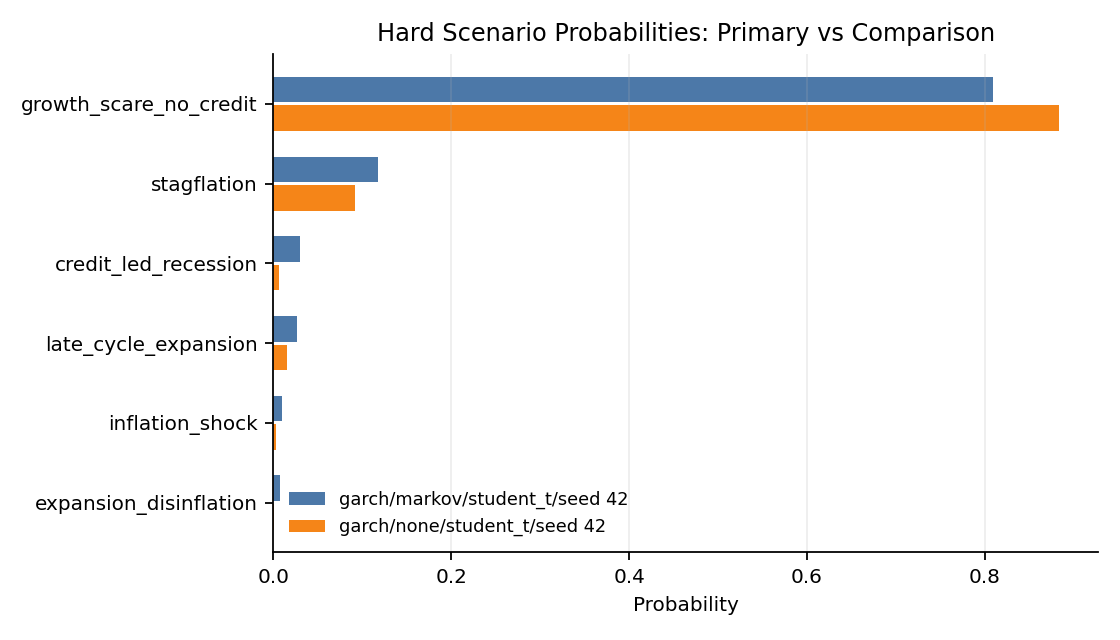 Hard Scenario Probabilities: Primary vs Comparison
growth_scare_no_credit
stagflation
credit_led_recession
late_cycle_expansion
inflation_shock
expansion_disinflation
garch/markov/student_t/seed 42
garch/none/student_t/seed 42
0.0 0.2 0.4 0.6 0.8
Probability